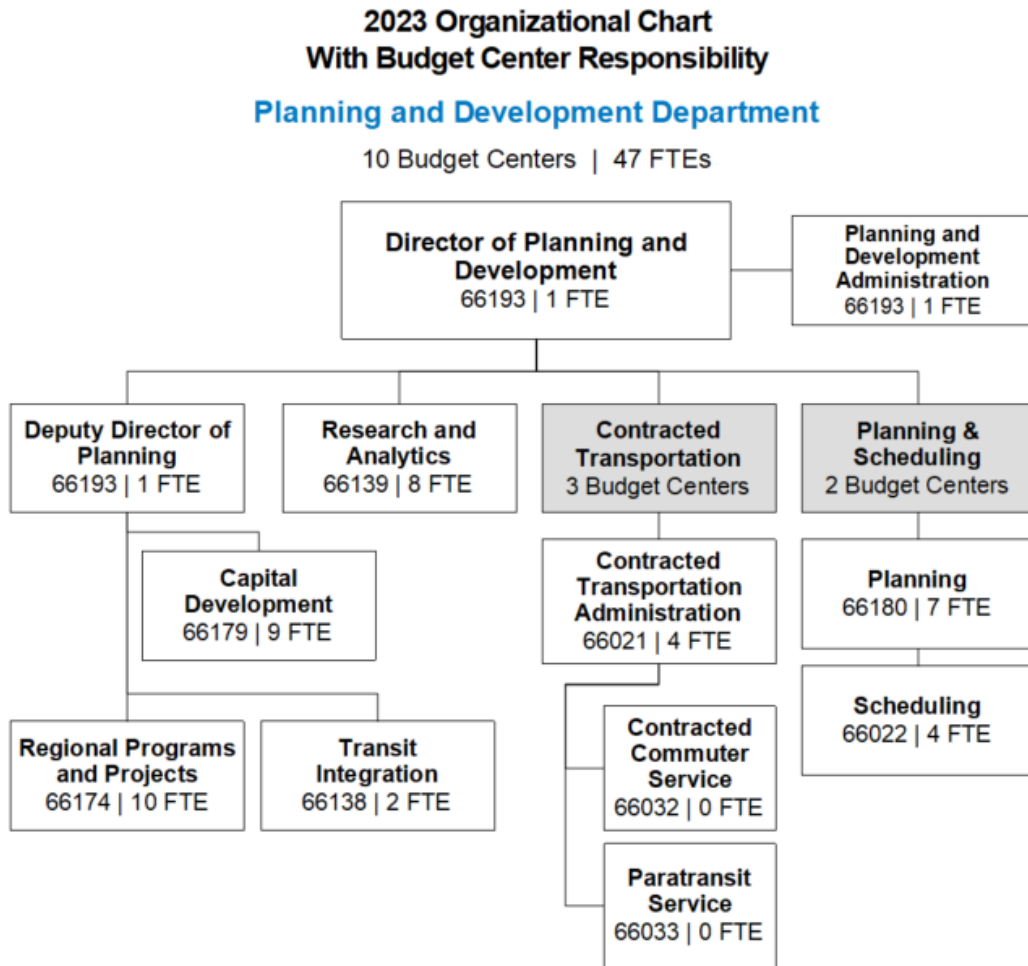 2023 Organizational Chart
With Budget Center Responsibility
Planning and Development Department
10 Budget Centers | 47 FTEs
Director of Planning and
Development
66193 | 1 FTE
Planning and
Development
Administration
66193 | 1 FTE
Deputy Director of
Planning
66193 | 1 FTE
Research and
Analytics
66139 | 8 FTE
Contracted
Transportation
3 Budget Centers
Planning &
Scheduling
2 Budget Centers
Capital
Development
66179 | 9 FTE
Contracted
Transportation
Administration
66021 | 4 FTE
Planning
66180 | 7 FTE
Regional Programs
and Projects
66174 | 10 FTE
Transit
Integration
66138 | 2 FTE
Contracted
Commuter
Service
66032 | 0 FTE
Scheduling
66022 | 4 FTE
Paratransit
Service
66033 | 0 FTE